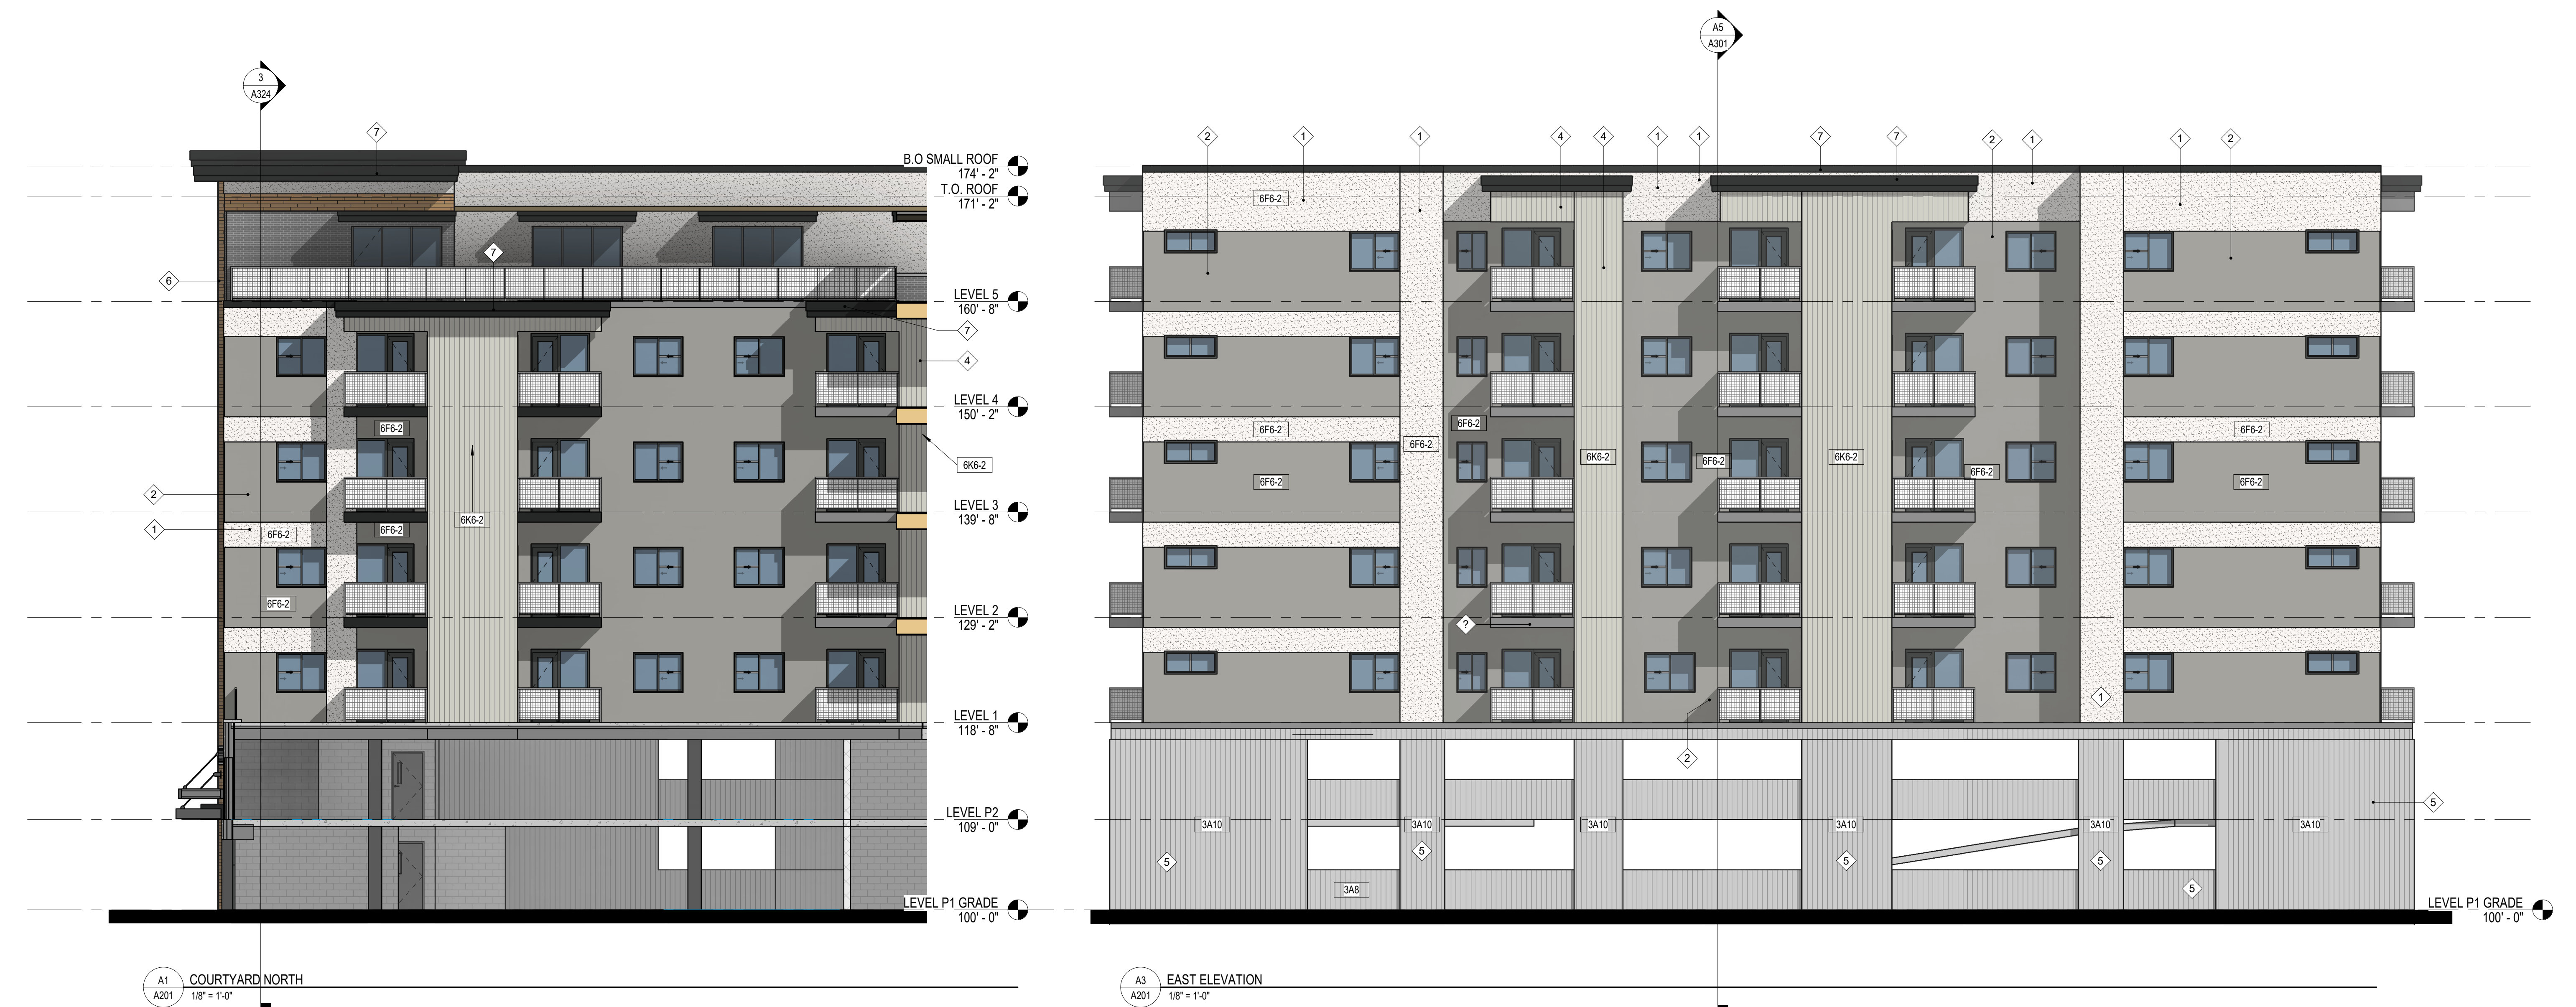 A5
A301
3
A324
7
2
1
1
4
4
1
1
7
7
2
1
1
2
B.O SMALL ROOF
174' - 2"
T.O. ROOF
171' - 2"
6F6-2
7
6
LEVEL 5
160' - 8"
7
4
LEVEL 4
150' - 2"
6F6-2
6K6-2
2
LEVEL 3
139' - 8"
6K6-2
1
6F6-2
6F6-2
6F6-2
LEVEL 2
129' - 2"
LEVEL 1
118' - 8"
LEVEL P2
109' - 0"
LEVEL P1 GRADE
100' - 0"
6F6-2
6F6-2
6F6-2
6F6-2
6F6-2
6K6-2
6F6-2
6K6-2
6F6-2
6F6-2
6F6-2
?
1
2
5
3A10
3A10
3A10
3A10
3A10
3A10
5
5
5
5
5
3A8
LEVEL P1 GRADE
100' - 0"
A1
A201
COURTYARD NORTH
1/8" = 1'-0"
A3
A201
EAST ELEVATION
1/8" = 1'-0"